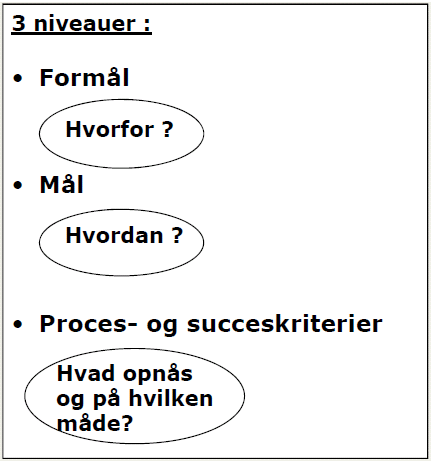 3 niveauer :
• Formål
Hvorfor ?
• Mål
Hvordan ?
• Proces- og succeskriterier
Hvad opnås
og på hvilken
måde?